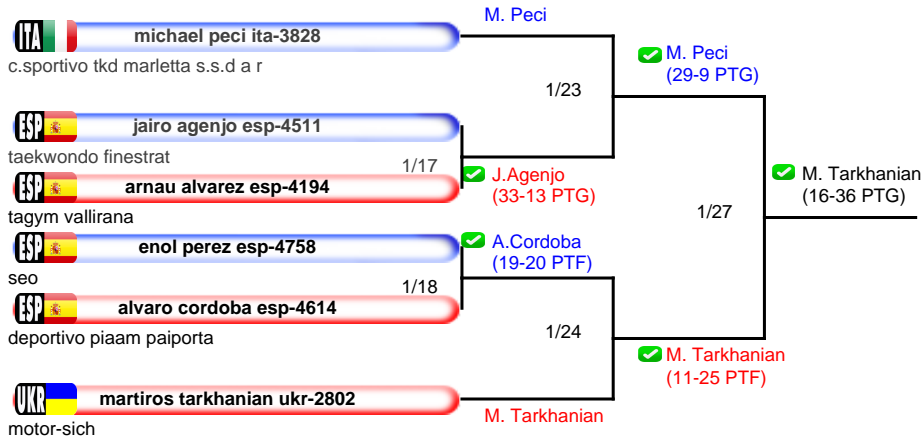 ITA michael peci ita-3828
c.sportivo tkd marletta s.s.d a r
M. Peci
M. Peci
(29-9 PTG)
1/23
ESP jairo agenjo esp-4511
taekwondo finestrat
1/17
J.Agenjo
(33-13 PTG)
ESP arnau alvarez esp-4194
tagym vallirana
M. Tarkhanian
(16-36 PTG)
1/27
ESP enol perez esp-4758
seo
A.Cordoba
(19-20 PTF)
1/18
ESP alvaro cordoba esp-4614
deportivo piaam paiporta
1/24
M. Tarkhanian
(11-25 PTF)
UKR martiros tarkhanian ukr-2802
motor-sich
M. Tarkhanian